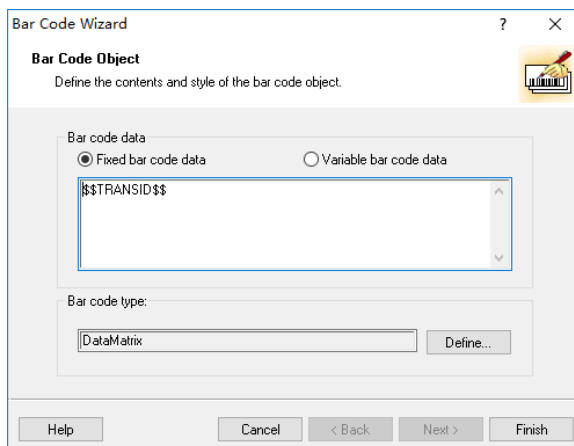 Bar Code Wizard
?
Bar Code Object
Define the contents and style of the bar code object.
Bar code data
Fixed bar code data
Variable bar code data
$$TRANSID$$
Bar code type:
DataMatrix
Define...
Help
Cancel
< Back
Next >
Finish